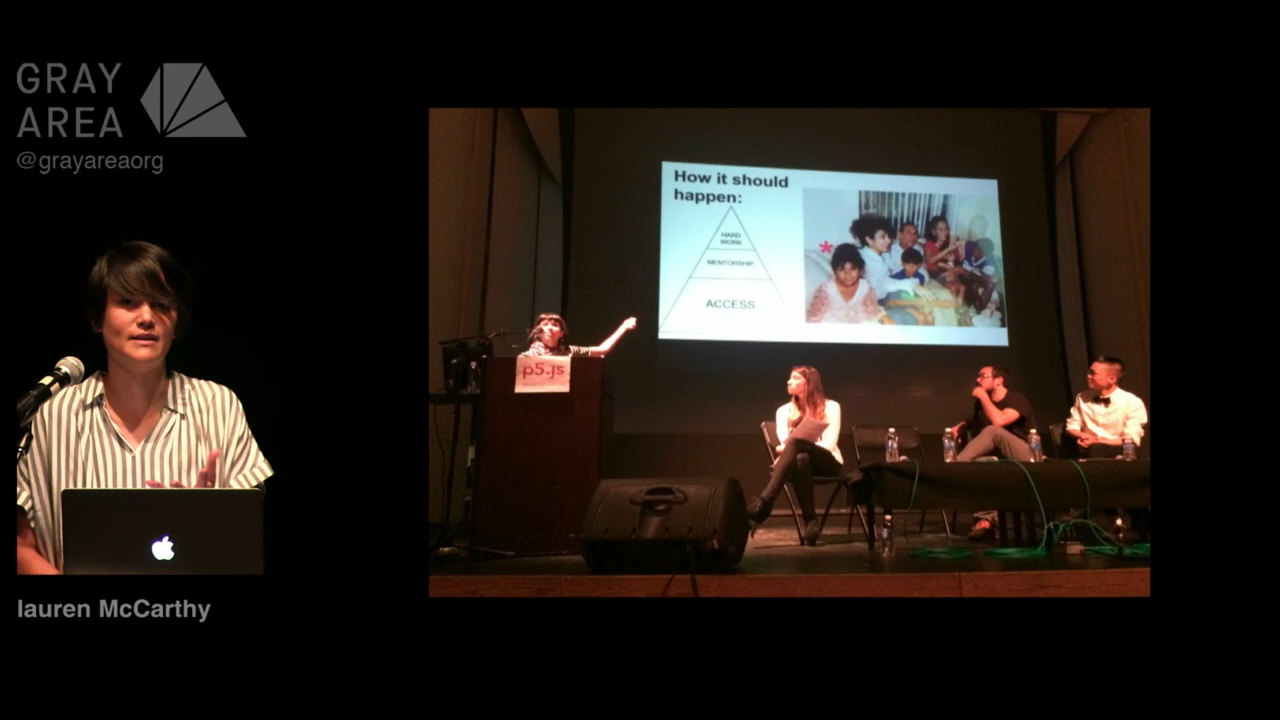 GRAY
AREA
@grayareaorg
How it should
happen:
HARD
WORK
MENTORSHIP
ACCESS
*
p5.js
lauren McCarthy